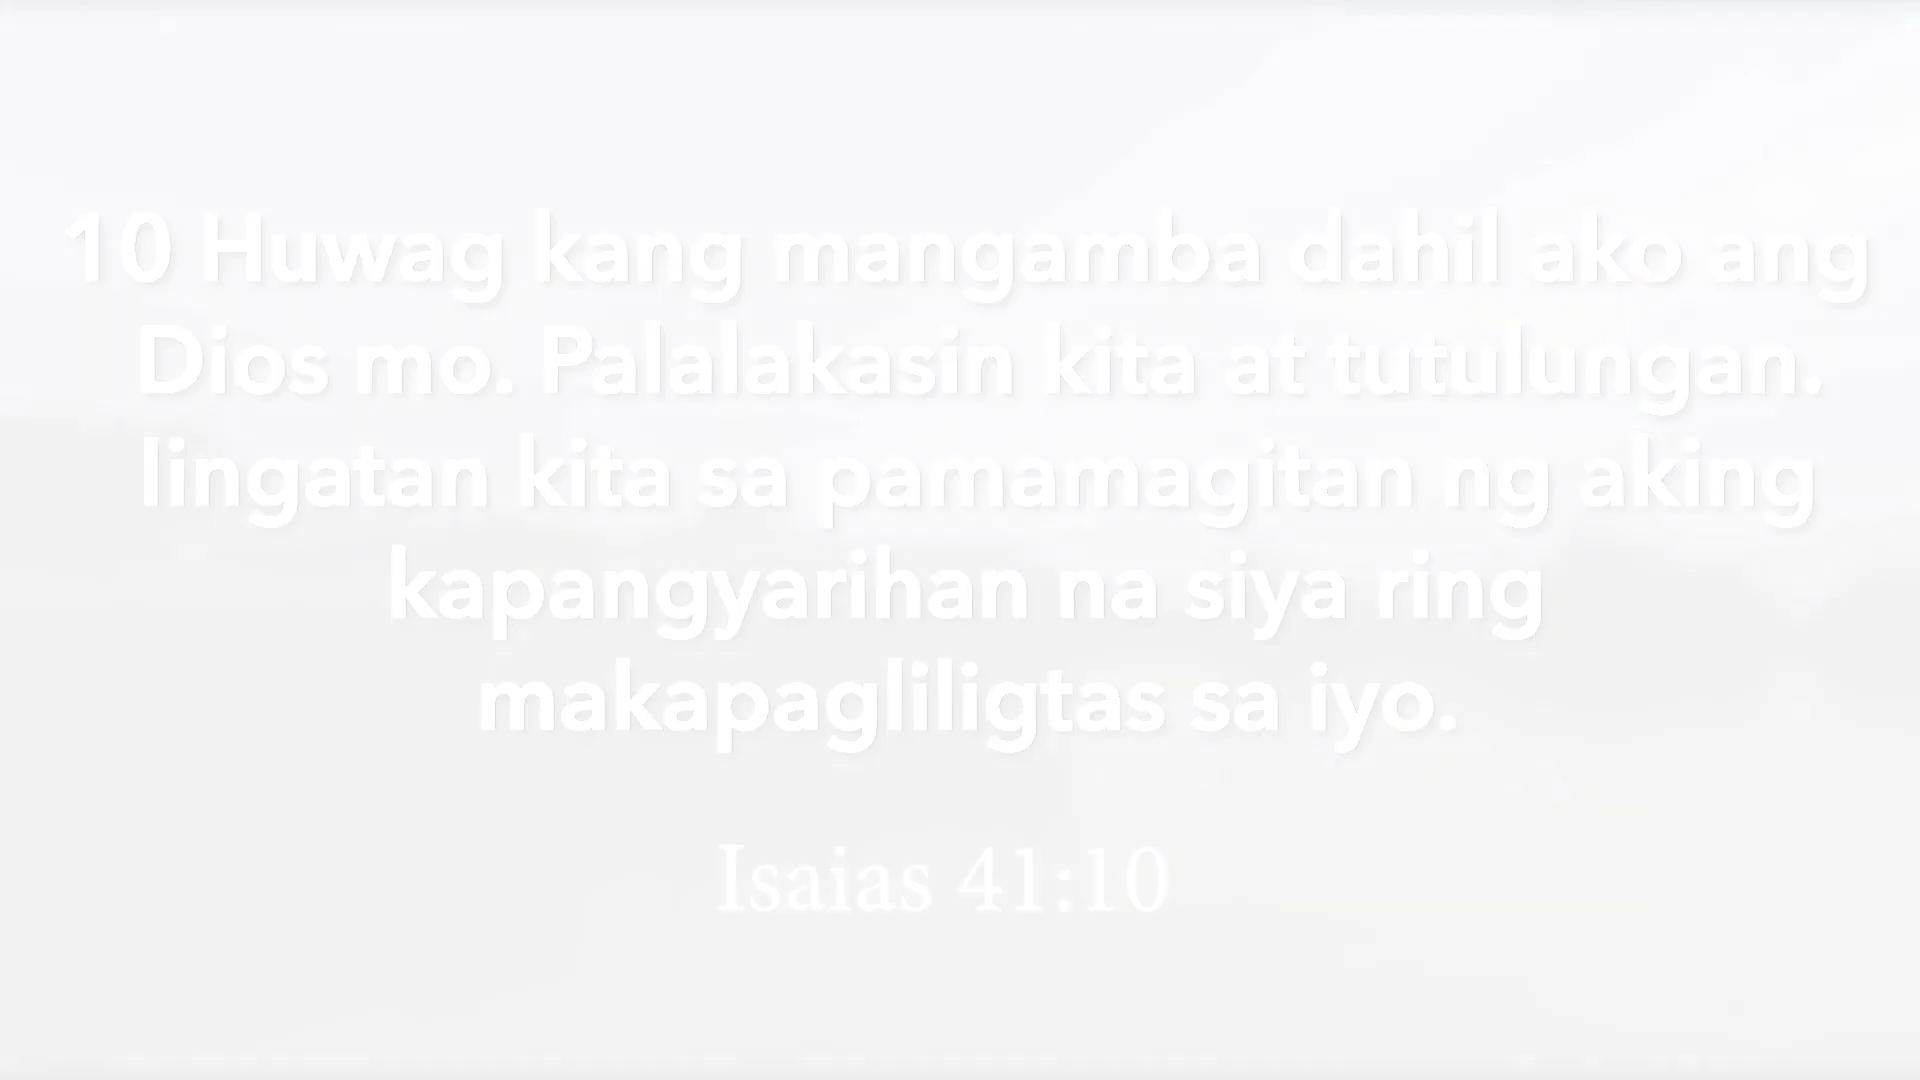 10 Huwag kang mangamba dahil ako ang
Dios mo. Palalakasin kita at tutulungan.
Iingatan kita sa pamamagitan ng aking
kapangyarihan na siya ring
makapagliligtas sa iyo.
Isaias 41:10